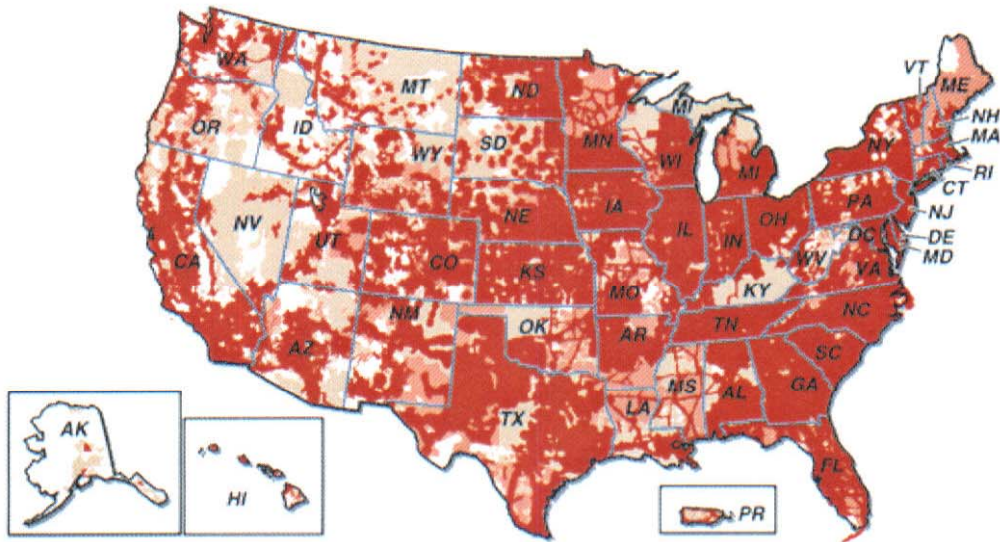 WA
MT
ND
VT
ME
OR
ID
MN
MI
NH
WY
SD
WI
MI
NY
MA
RI
CT
NV
UT
NE
IA
PA
NJ
CA
CO
KS
IL
IN
OH
DC
DE
MO
WV
VA
MD
KY
NM
OK
AR
TN
NC
AZ
SC
MS
AL
GA
TX
LA
AK
FL
HI
PR